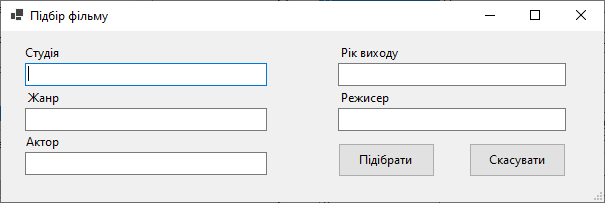 Підбір фільму
Студія
Рік виходу
Жанр
Режисер
Актор
Підібрати
Скасувати